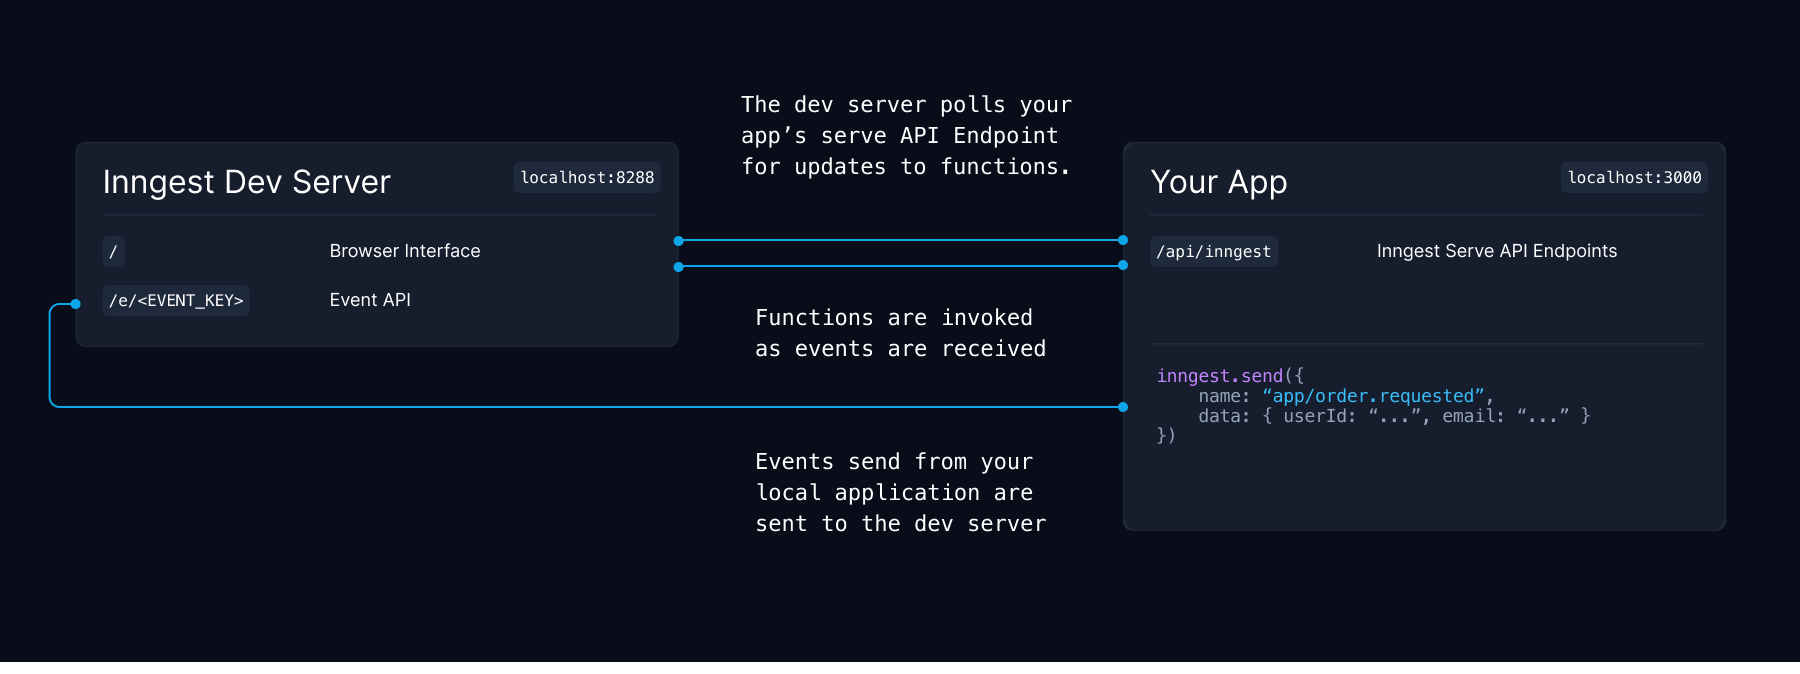 The dev server polls your
app’s serve API Endpoint
for updates to functions.
Inngest Dev Server
localhost:8288
/
Browser Interface
/e/<EVENT_KEY>
Event API
Your App
localhost:3000
/api/inngest
Inngest Serve API Endpoints
Functions are invoked
as events are received
inngest.send({
name: “app/order.requested”,
data: { userId: “...”, email: “...” }
})
Events send from your
local application are
sent to the dev server